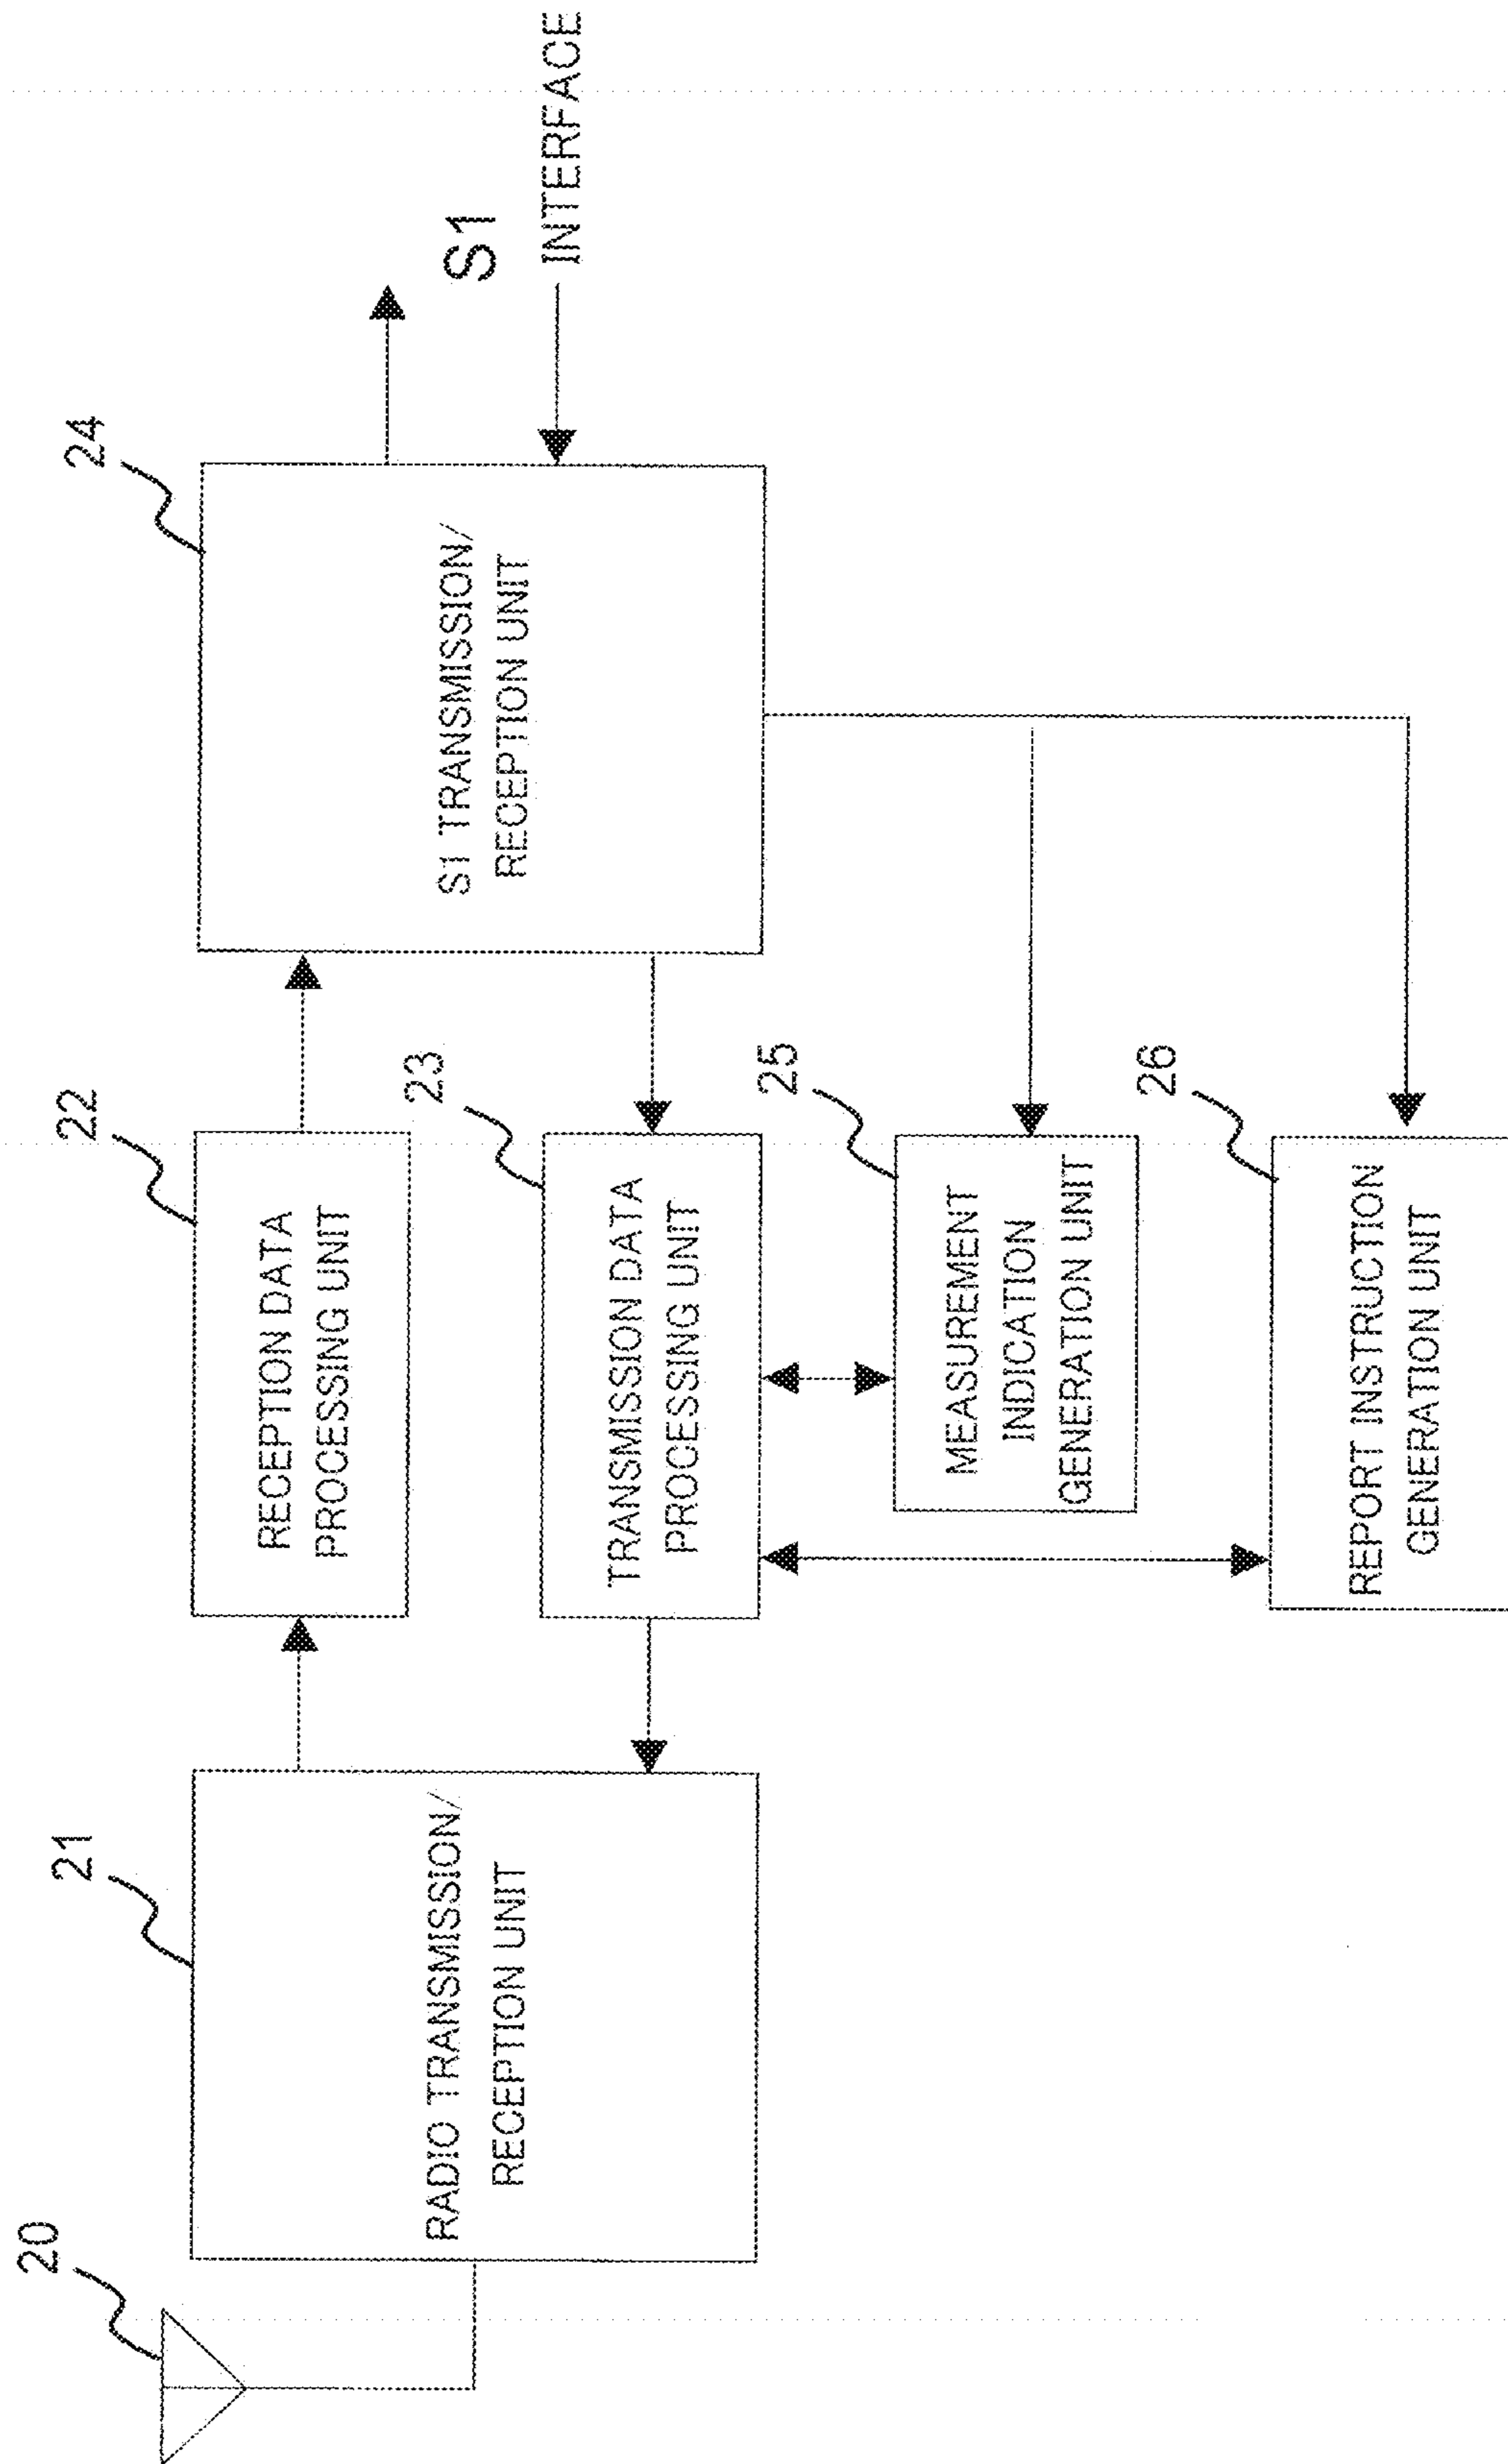 20
21
RADIO TRANSMISSION/
RECEPTION UNIT
22
RECEPTION DATA
PROCESSING UNIT
23
TRANSMISSION DATA
PROCESSING UNIT
24
S1 TRANSMISSION/
RECEPTION UNIT
S1
INTERFACE
25
MEASUREMENT
INDICATION
GENERATION UNIT
26
REPORT INSTRUCTION
GENERATION UNIT